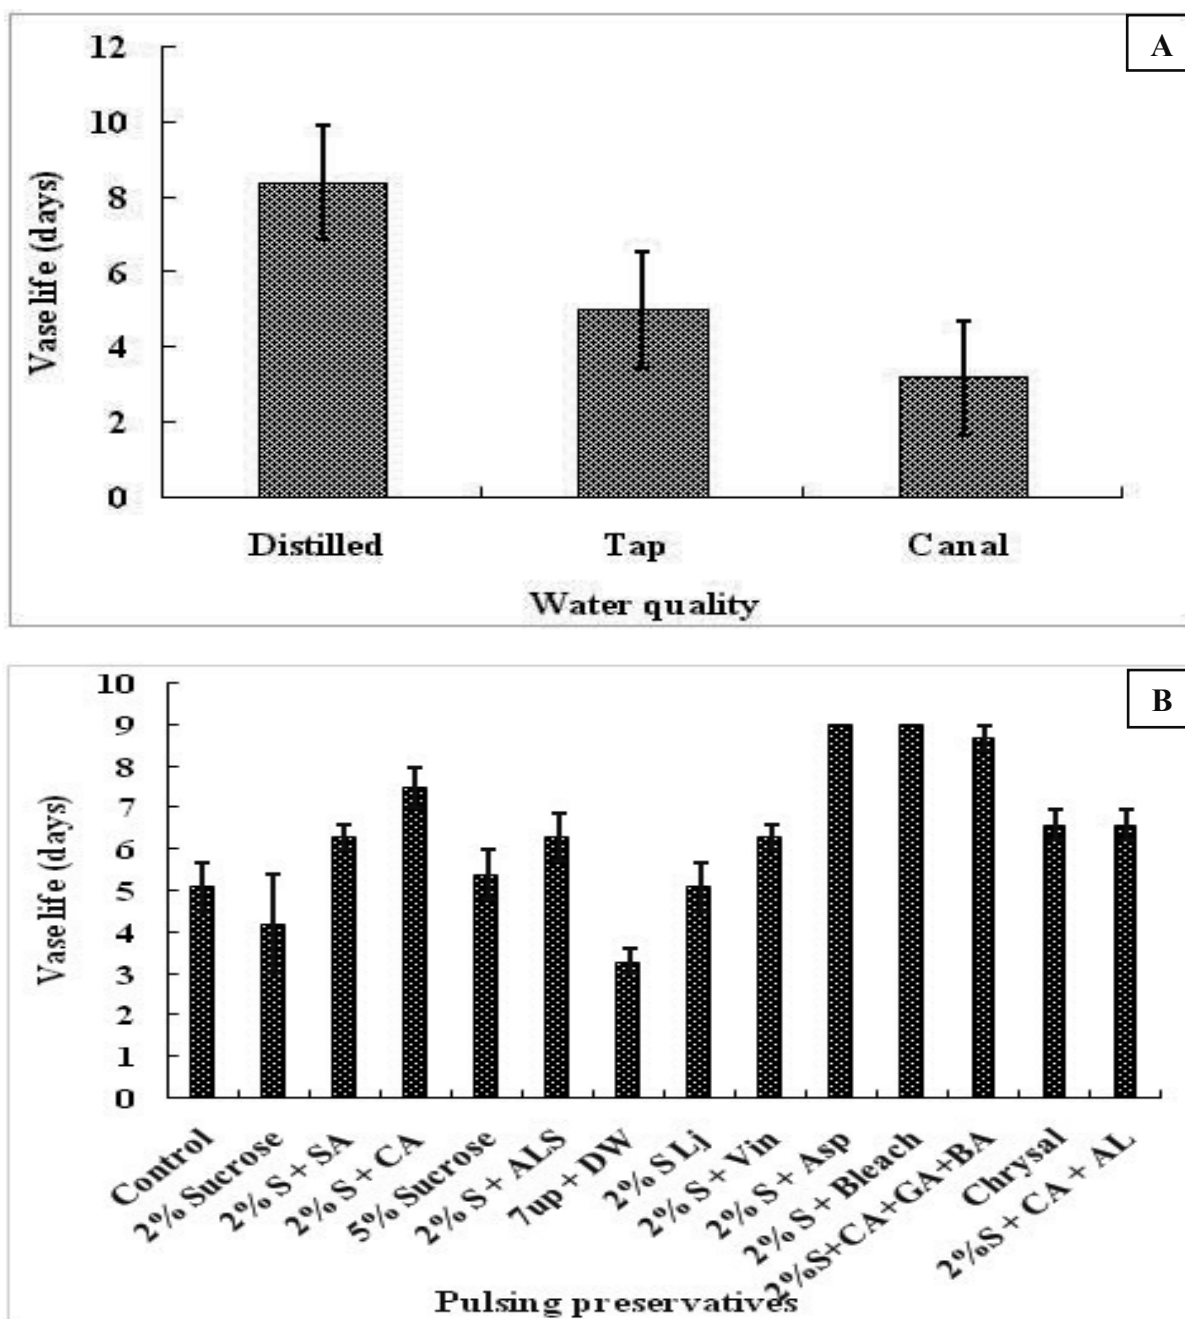 A
12
10
8
6
4
2
0
Vase life (days)
Distilled Tap Canal
Water quality
B
10
9
8
7
6
5
4
3
2
1
0
Vase life (days)
Control
2% Sucrose
2% S + SA
2% S + CA
5% Sucrose
2% S + ALS
7up + DW
2% S Lj
2% S + Vin
2% S + Asp
2% S + Bleach
2%S+CA+GA+BA
Chrysal
2%S + CA + AL
Pulsing preservatives